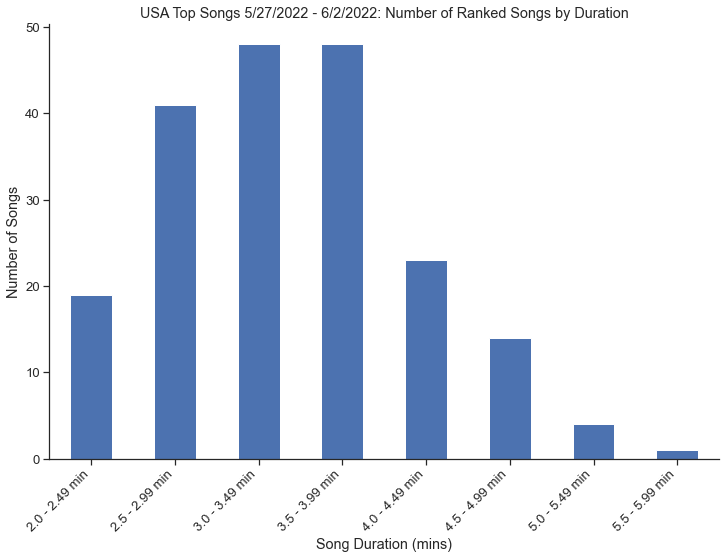 USA Top Songs 5/27/2022 - 6/2/2022: Number of Ranked Songs by Duration
50
40
30
20
10
0
Number of Songs
2.0 - 2.49 min
2.5 - 2.99 min
3.0 - 3.49 min
3.5 - 3.99 min
4.0 - 4.49 min
4.5 - 4.99 min
5.0 - 5.49 min
5.5 - 5.99 min
Song Duration (mins)